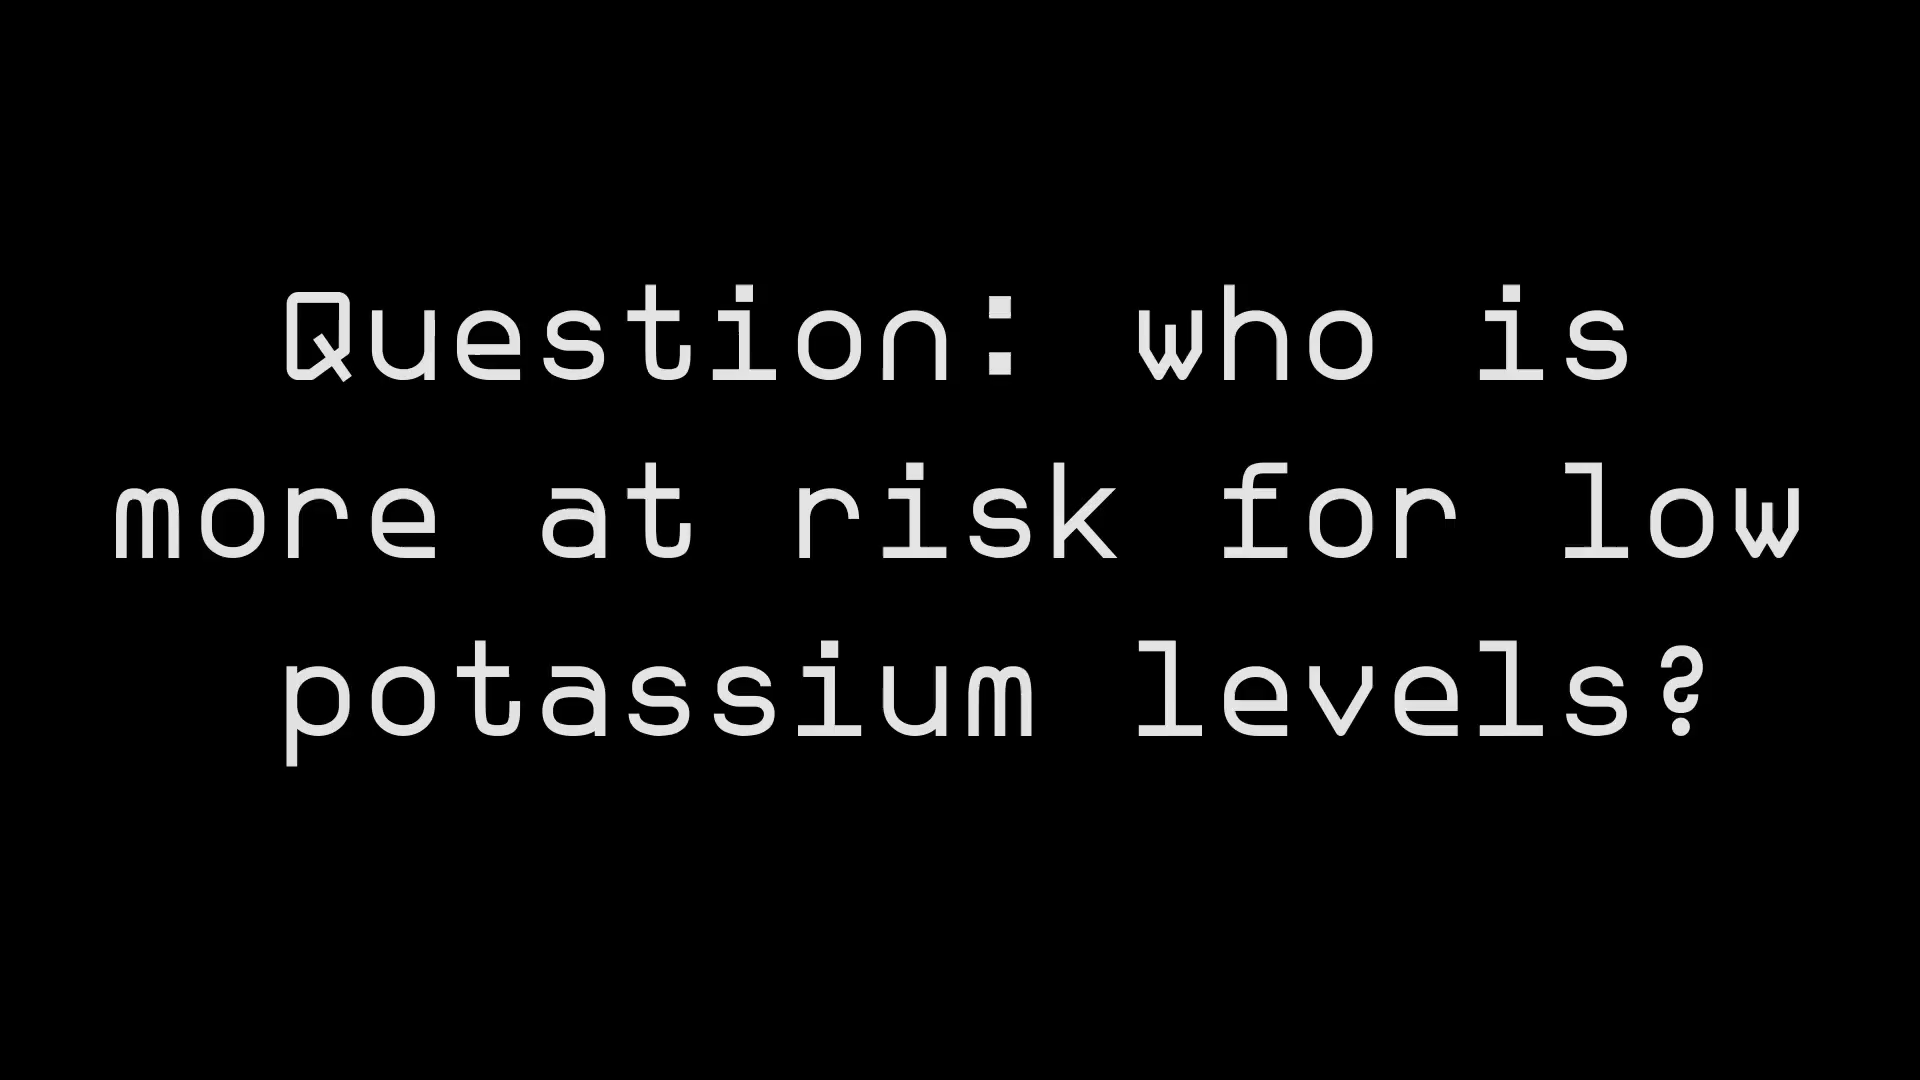 Question: who is
more at risk for low
potassium levels?